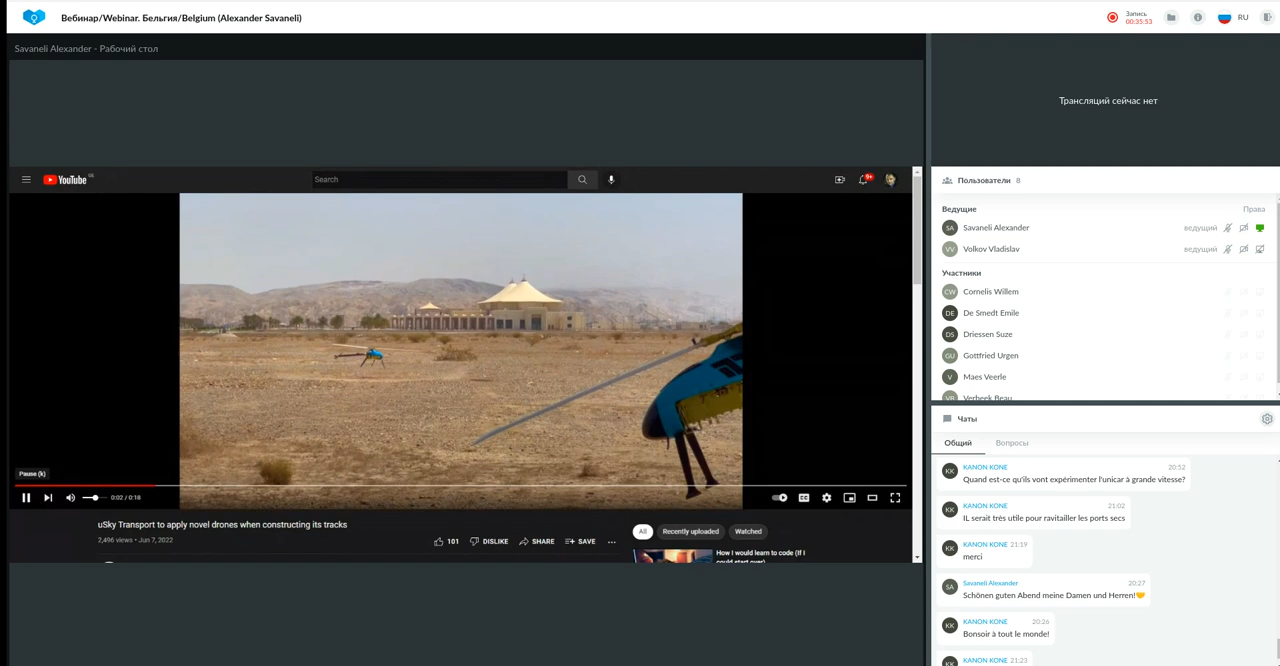 Вебинар/Webinar. Бельгия/Belgium (Alexander Savaneli)
Запись
00:35:53
RU
Savaneli Alexander - Рабочий стол
Трансляций сейчас нет
YouTube
Search
9+
Pause (k)
0:02 / 0:18
uSky Transport to apply novel drones when constructing its tracks
2,496 views • Jun 7, 2022
101
DISLIKE
SHARE
SAVE
All
Recently uploaded
Watched
How I would learn to code (If I
could start over)
Пользователи 8
Ведущие
Права
SA Savaneli Alexander ведущий
VV Volkov Vladislav ведущий
Участники
CW Cornelis Willem
DE De Smedt Emile
DS Driessen Suze
GU Gottfried Urgen
V Maes Veerle
VB Verbeek Beau
Чаты
Общий
Вопросы
KK KANON KONE 20:52
Quand est-ce qu'ils vont expérimenter l'unicar à grande vitesse?
KK KANON KONE 21:02
IL serait très utile pour ravitailler les ports secs
KK KANON KONE 21:19
merci
SA Savaneli Alexander 20:27
Schönen guten Abend meine Damen und Herren!🤝
KK KANON KONE 20:26
Bonsoir à tout le monde!
KK KANON KONE 21:23